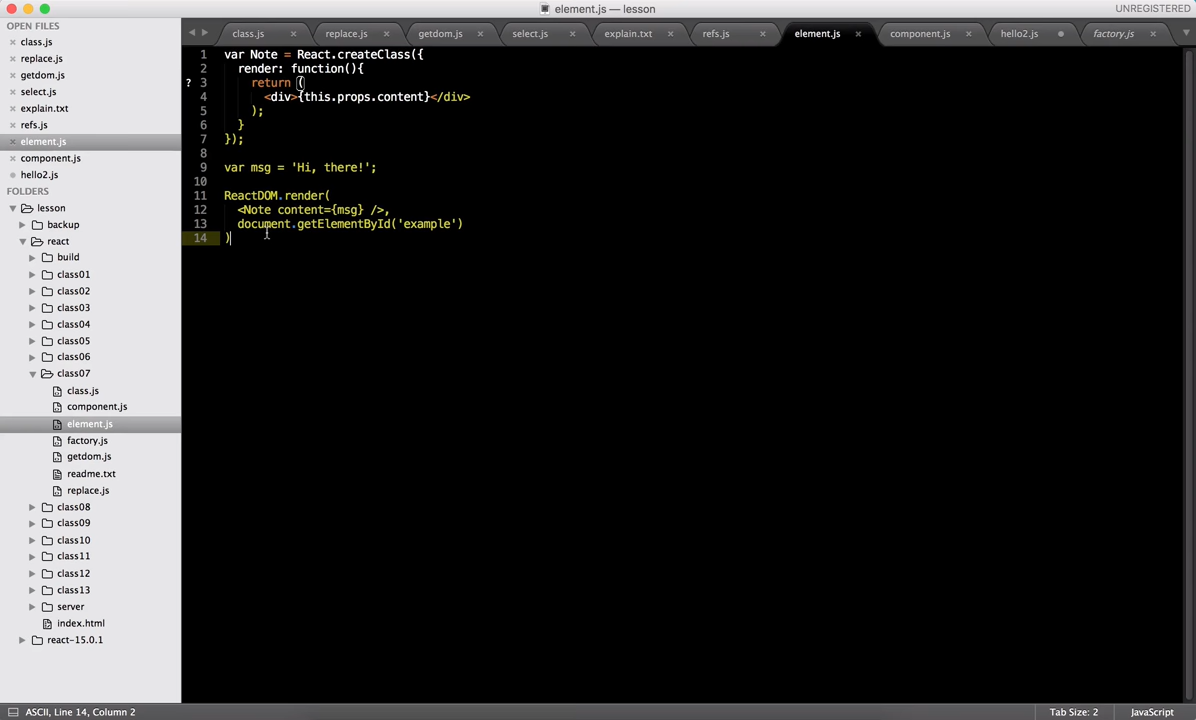 element.js — lesson
UNREGISTERED
OPEN FILES
class.js
replace.js
getdom.js
select.js
explain.txt
refs.js
element.js
component.js
hello2.js
FOLDERS
lesson
backup
react
build
class01
class02
class03
class04
class05
class06
class07
class.js
component.js
element.js
factory.js
getdom.js
readme.txt
replace.js
class08
class09
class10
class11
class12
class13
server
index.html
react-15.0.1
class.js
replace.js
getdom.js
select.js
explain.txt
refs.js
element.js
component.js
hello2.js
factory.js
1 var Note = React.createClass({
2 render: function(){
? 3 return (
4 <div>{this.props.content}</div>
5 );
6 }
7 });
8
9 var msg = 'Hi, there!';
10
11 ReactDOM.render(
12 <Note content={msg} />,
13 document.getElementById('example')
14 )
ASCII, Line 14, Column 2
Tab Size: 2
JavaScript